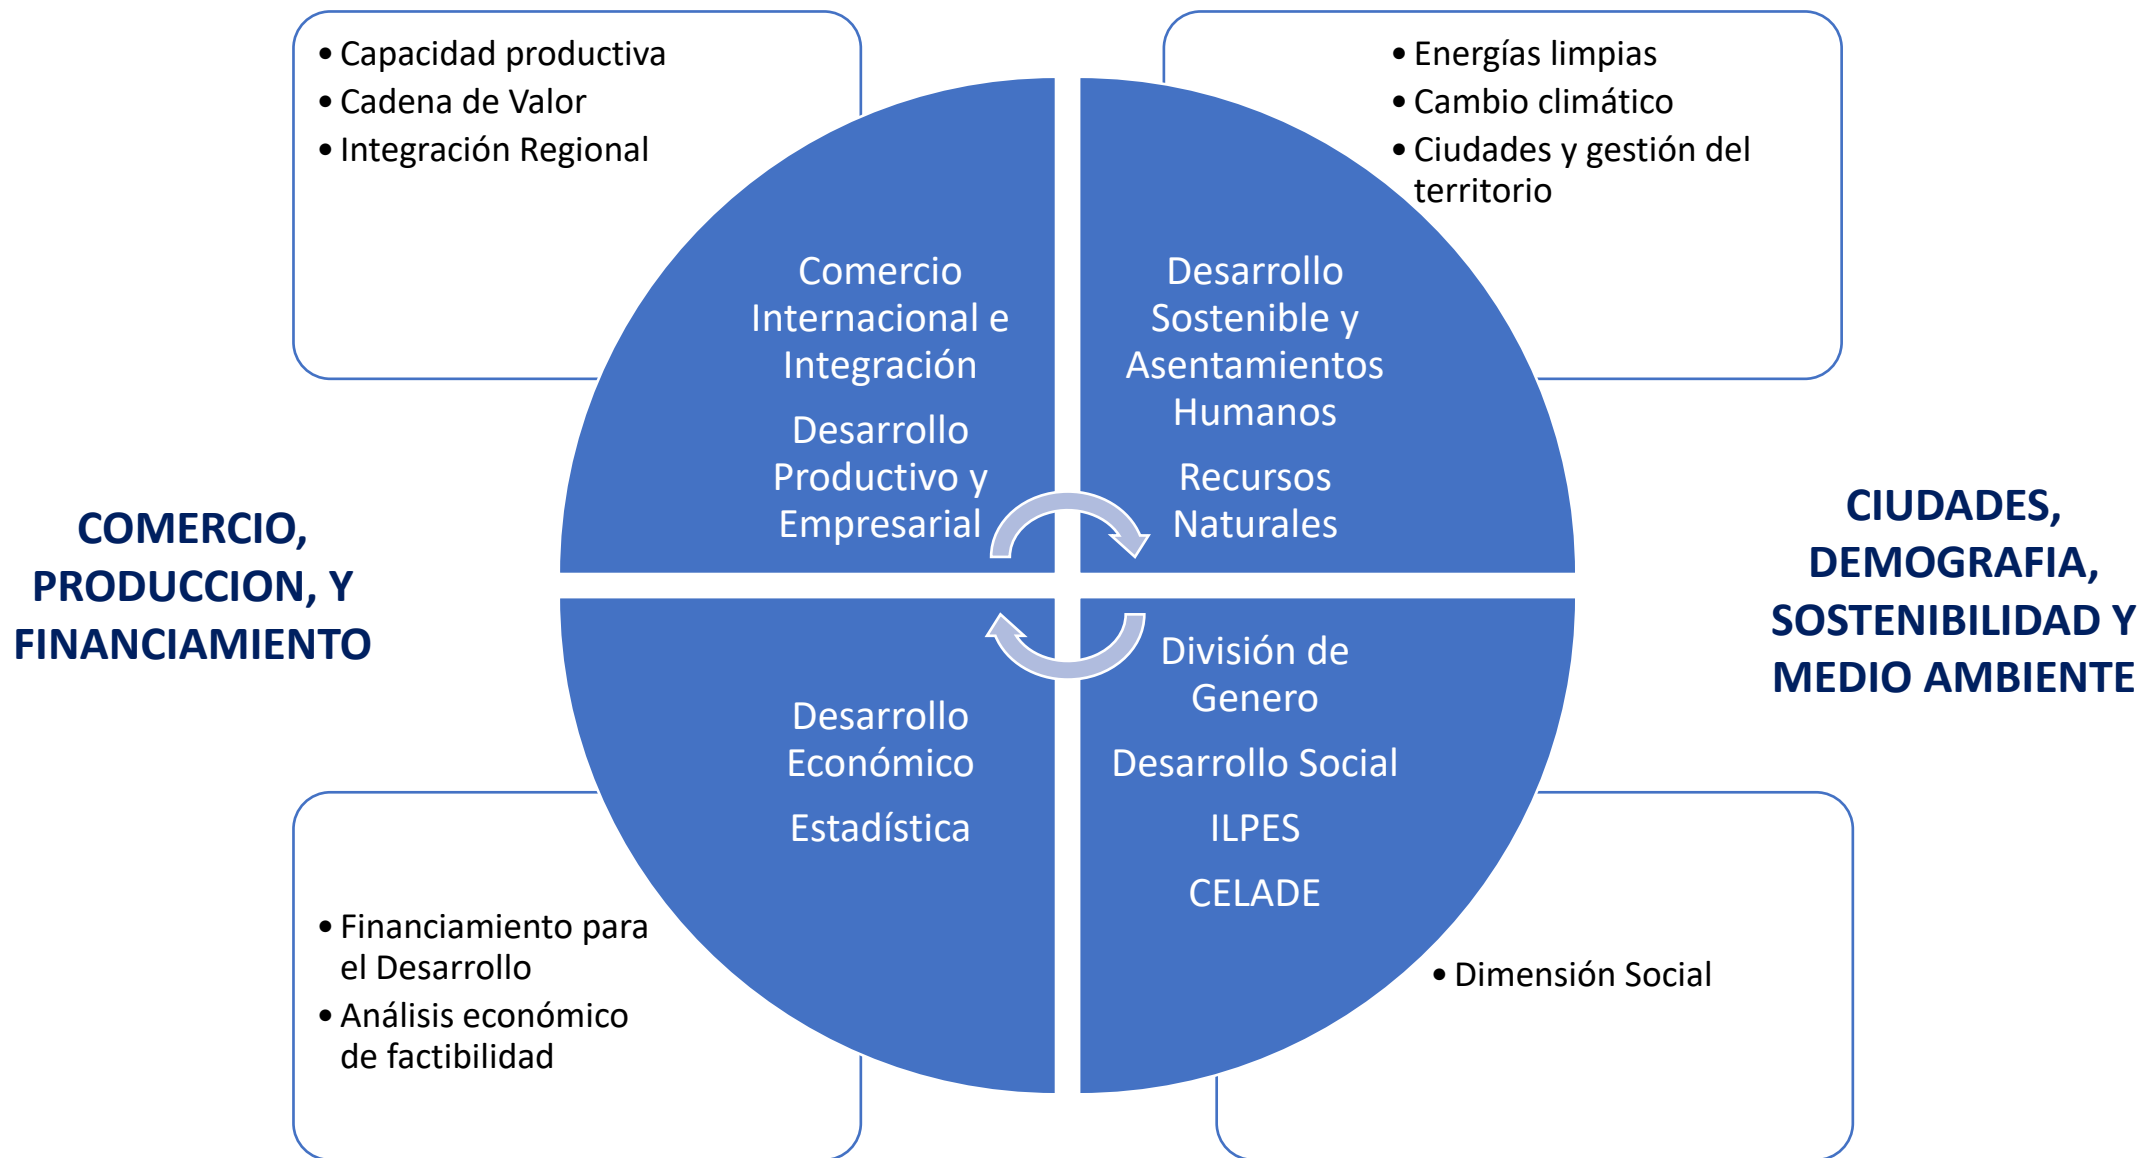 • Capacidad productiva
• Cadena de Valor
• Integración Regional
• Energías limpias
• Cambio climático
• Ciudades y gestión del
territorio
Comercio
Internacional e
Integración
Desarrollo
Productivo y
Empresarial
Desarrollo
Sostenible y
Asentamientos
Humanos
Recursos
Naturales
COMERCIO,
PRODUCCION, Y
FINANCIAMIENTO
CIUDADES,
DEMOGRAFIA,
SOSTENIBILIDAD Y
MEDIO AMBIENTE
Desarrollo
Económico
Estadística
División de
Genero
Desarrollo Social
ILPES
CELADE
• Financiamiento para
el Desarrollo
• Análisis económico
de factibilidad
• Dimensión Social